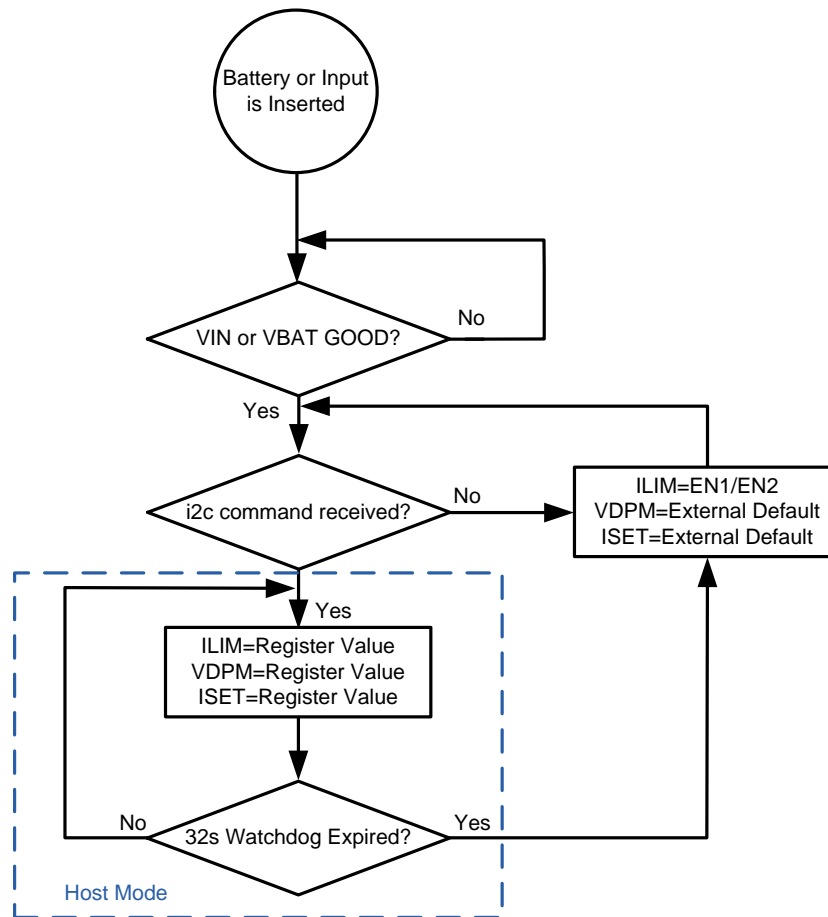 Battery or Input
is Inserted
VIN or VBAT GOOD?
No
Yes
i2c command received?
No
ILIM=EN1/EN2
VDPM=External Default
ISET=External Default
Yes
ILIM=Register Value
VDPM=Register Value
ISET=Register Value
No
32s Watchdog Expired?
Yes
Host Mode